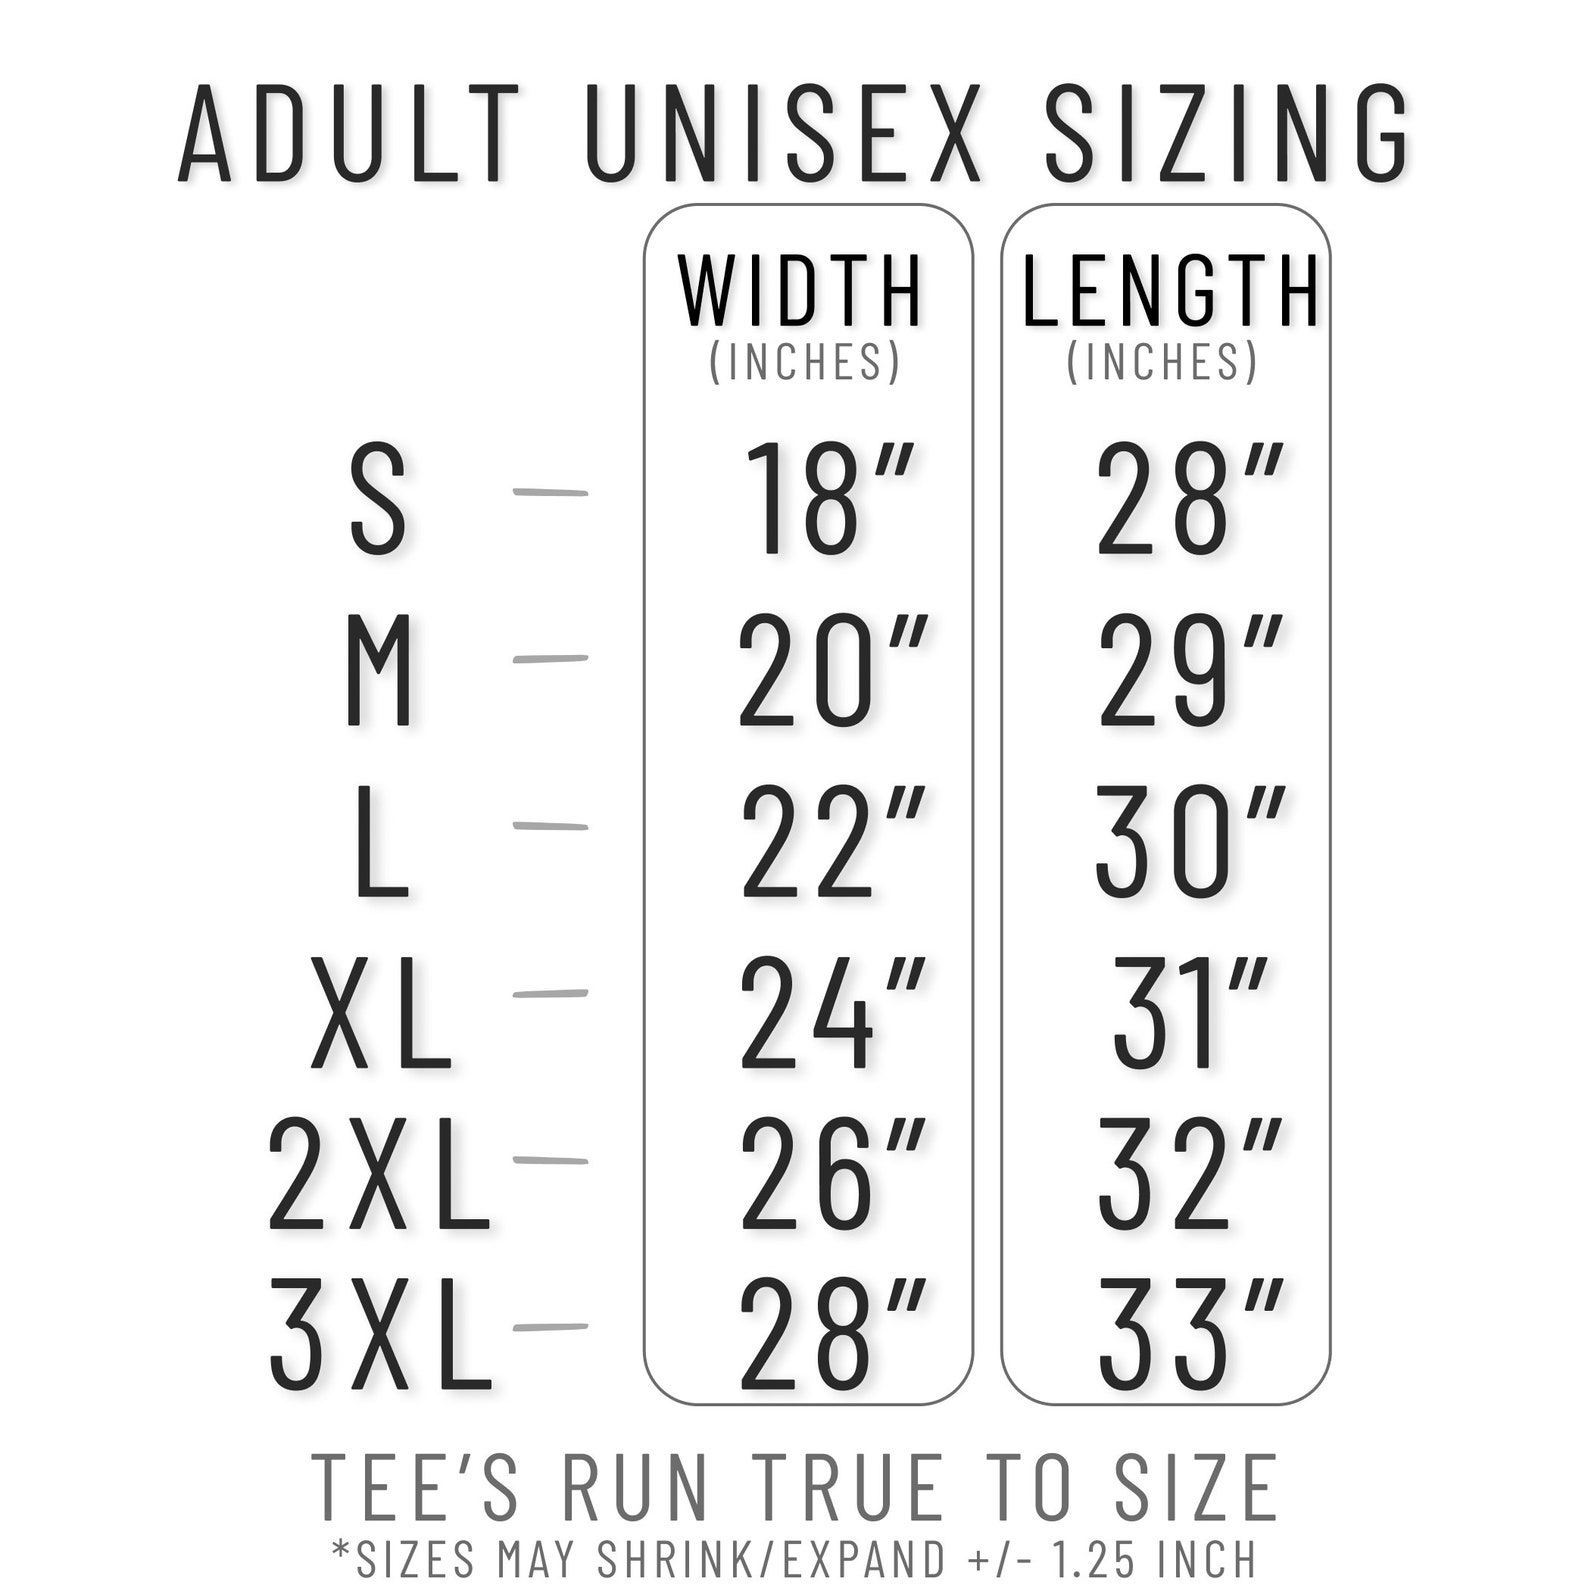 ADULT UNISEX SIZING
WIDTH LENGTH
(INCHES) (INCHES)
S — 18" 28"
M — 20" 29"
L — 22" 30"
XL — 24" 31"
2XL — 26" 32"
3XL — 28" 33"
TEE'S RUN TRUE TO SIZE
*SIZES MAY SHRINK/EXPAND +/- 1.25 INCH